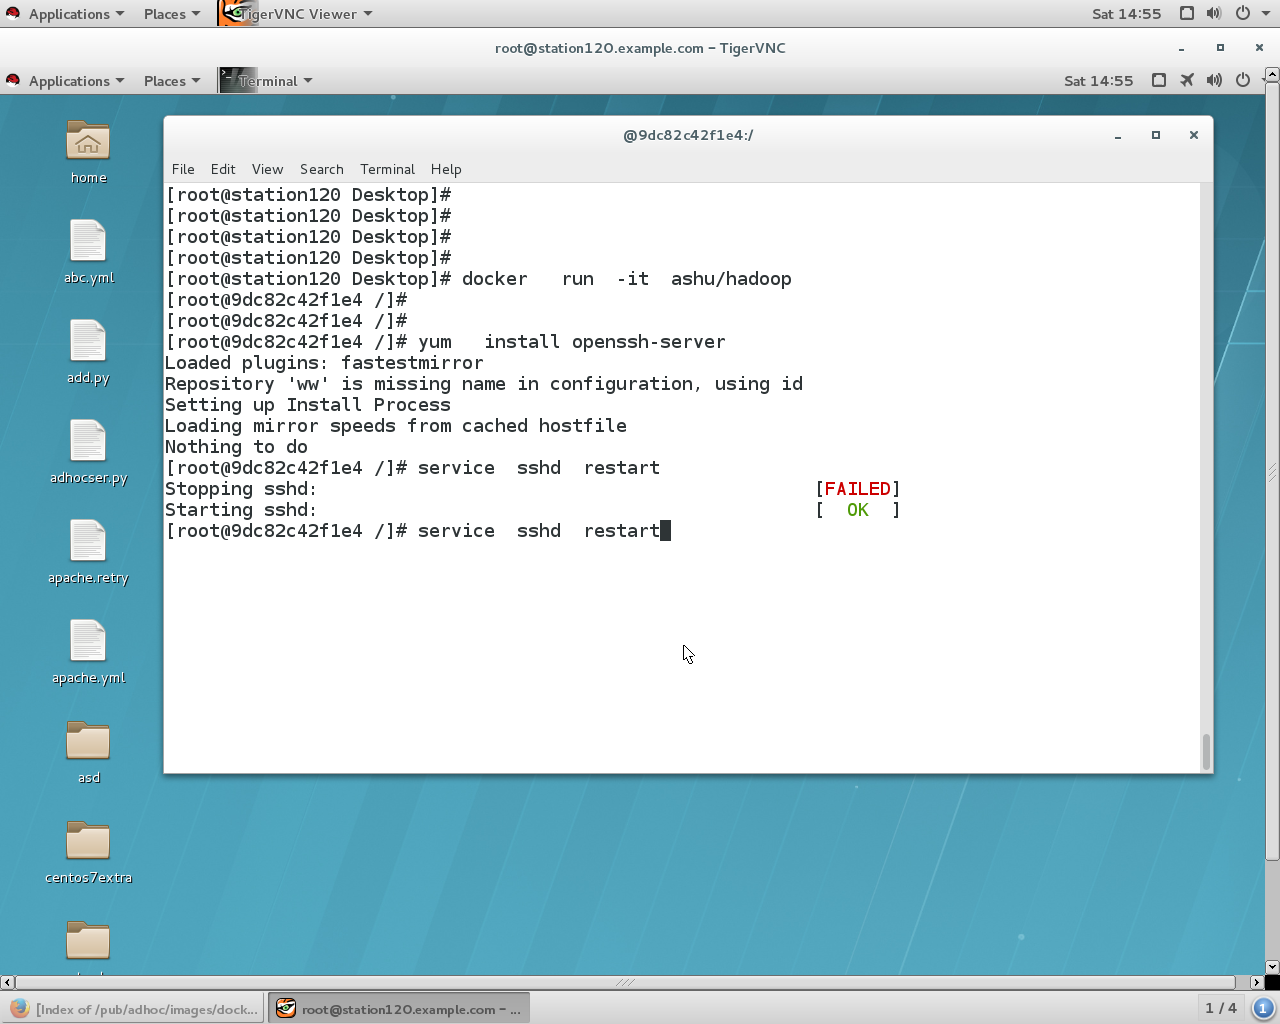 Applications Places TigerVNC Viewer Sat 14:55
root@station120.example.com - TigerVNC
Applications Places Terminal Sat 14:55
home
abc.yml
add.py
adhocser.py
apache.retry
apache.yml
asd
centos7extra
@9dc82c42f1e4:/
File Edit View Search Terminal Help
[root@station120 Desktop]#
[root@station120 Desktop]#
[root@station120 Desktop]#
[root@station120 Desktop]#
[root@station120 Desktop]# docker   run  -it  ashu/hadoop
[root@9dc82c42f1e4 /]#
[root@9dc82c42f1e4 /]#
[root@9dc82c42f1e4 /]# yum   install openssh-server
Loaded plugins: fastestmirror
Repository 'ww' is missing name in configuration, using id
Setting up Install Process
Loading mirror speeds from cached hostfile
Nothing to do
[root@9dc82c42f1e4 /]# service  sshd  restart
Stopping sshd:                                             [FAILED]
Starting sshd:                                             [  OK  ]
[root@9dc82c42f1e4 /]# service  sshd  restart
[Index of /pub/adhoc/images/dock... root@station120.example.com - ... 1 / 4 1